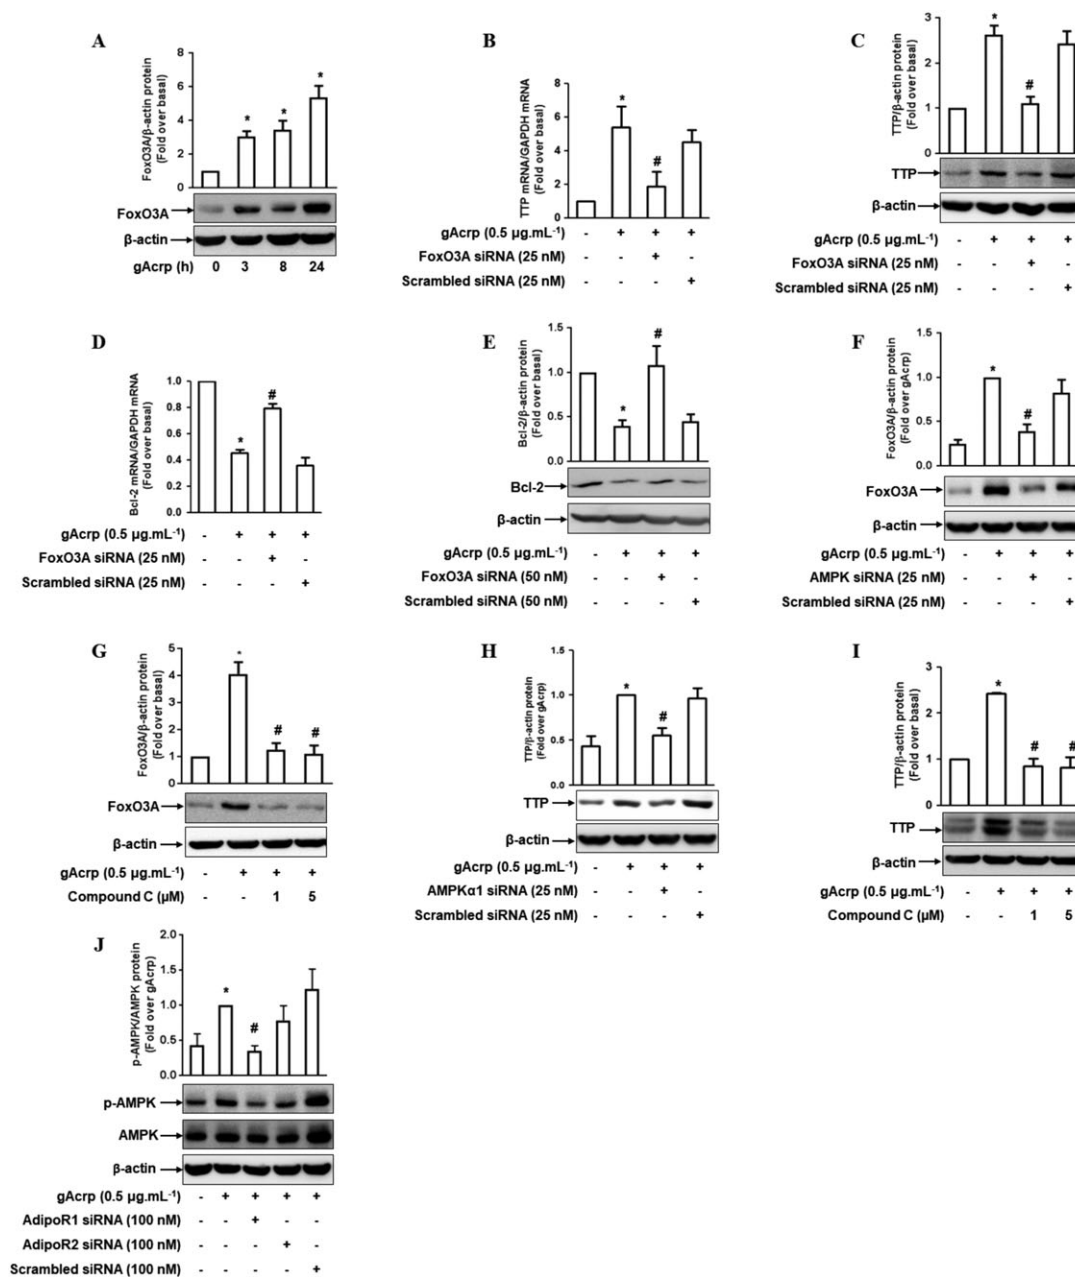 A
FoxO3A/β-actin protein
(Fold over basal)
8
6
4
2
0
* * *
FoxO3A
β-actin
gAcrp (h) 0 3 8 24
B
TTP mRNA/GAPDH mRNA
(Fold over basal)
8
6
4
2
0
* #
gAcrp (0.5 µg.mL-1) - + + +
FoxO3A siRNA (25 nM) - - + -
Scrambled siRNA (25 nM) - - - +
C
TTP/β-actin protein
(Fold over basal)
3
2
1
0
* #
TTP
β-actin
gAcrp (0.5 µg.mL-1) - + + +
FoxO3A siRNA (25 nM) - - + -
Scrambled siRNA (25 nM) - - - +
D
Bcl-2 mRNA/GAPDH mRNA
(Fold over basal)
1.0
0.8
0.6
0.4
0.2
0.0
* #
gAcrp (0.5 µg.mL-1) - + + +
FoxO3A siRNA (25 nM) - - + -
Scrambled siRNA (25 nM) - - - +
E
Bcl-2/β-actin protein
(Fold over basal)
1.5
1.0
0.5
0.0
* #
Bcl-2
β-actin
gAcrp (0.5 µg.mL-1) - + + +
FoxO3A siRNA (50 nM) - - + -
Scrambled siRNA (50 nM) - - - +
F
FoxO3A/β-actin protein
(Fold over gAcrp)
1.5
1.0
0.5
0.0
* #
FoxO3A
β-actin
gAcrp (0.5 µg.mL-1) - + + +
AMPK siRNA (25 nM) - - + -
Scrambled siRNA (25 nM) - - - +
G
FoxO3A/β-actin protein
(Fold over basal)
5
4
3
2
1
0
* # #
FoxO3A
β-actin
gAcrp (0.5 µg.mL-1) - + + +
Compound C (µM) - - 1 5
H
TTP/β-actin protein
(Fold over gAcrp)
1.5
1.0
0.5
0.0
* #
TTP
β-actin
gAcrp (0.5 µg.mL-1) - + + +
AMPKα1 siRNA (25 nM) - - + -
Scrambled siRNA (25 nM) - - - +
I
TTP/β-actin protein
(Fold over basal)
3
2
1
0
* # #
TTP
β-actin
gAcrp (0.5 µg.mL-1) - + + +
Compound C (µM) - - 1 5
J
p-AMPK/AMPK protein
(Fold over gAcrp)
2.0
1.5
1.0
0.5
0.0
* #
p-AMPK
AMPK
β-actin
gAcrp (0.5 µg.mL-1) - + + + +
AdipoR1 siRNA (100 nM) - - + - -
AdipoR2 siRNA (100 nM) - - - + -
Scrambled siRNA (100 nM) - - - - +